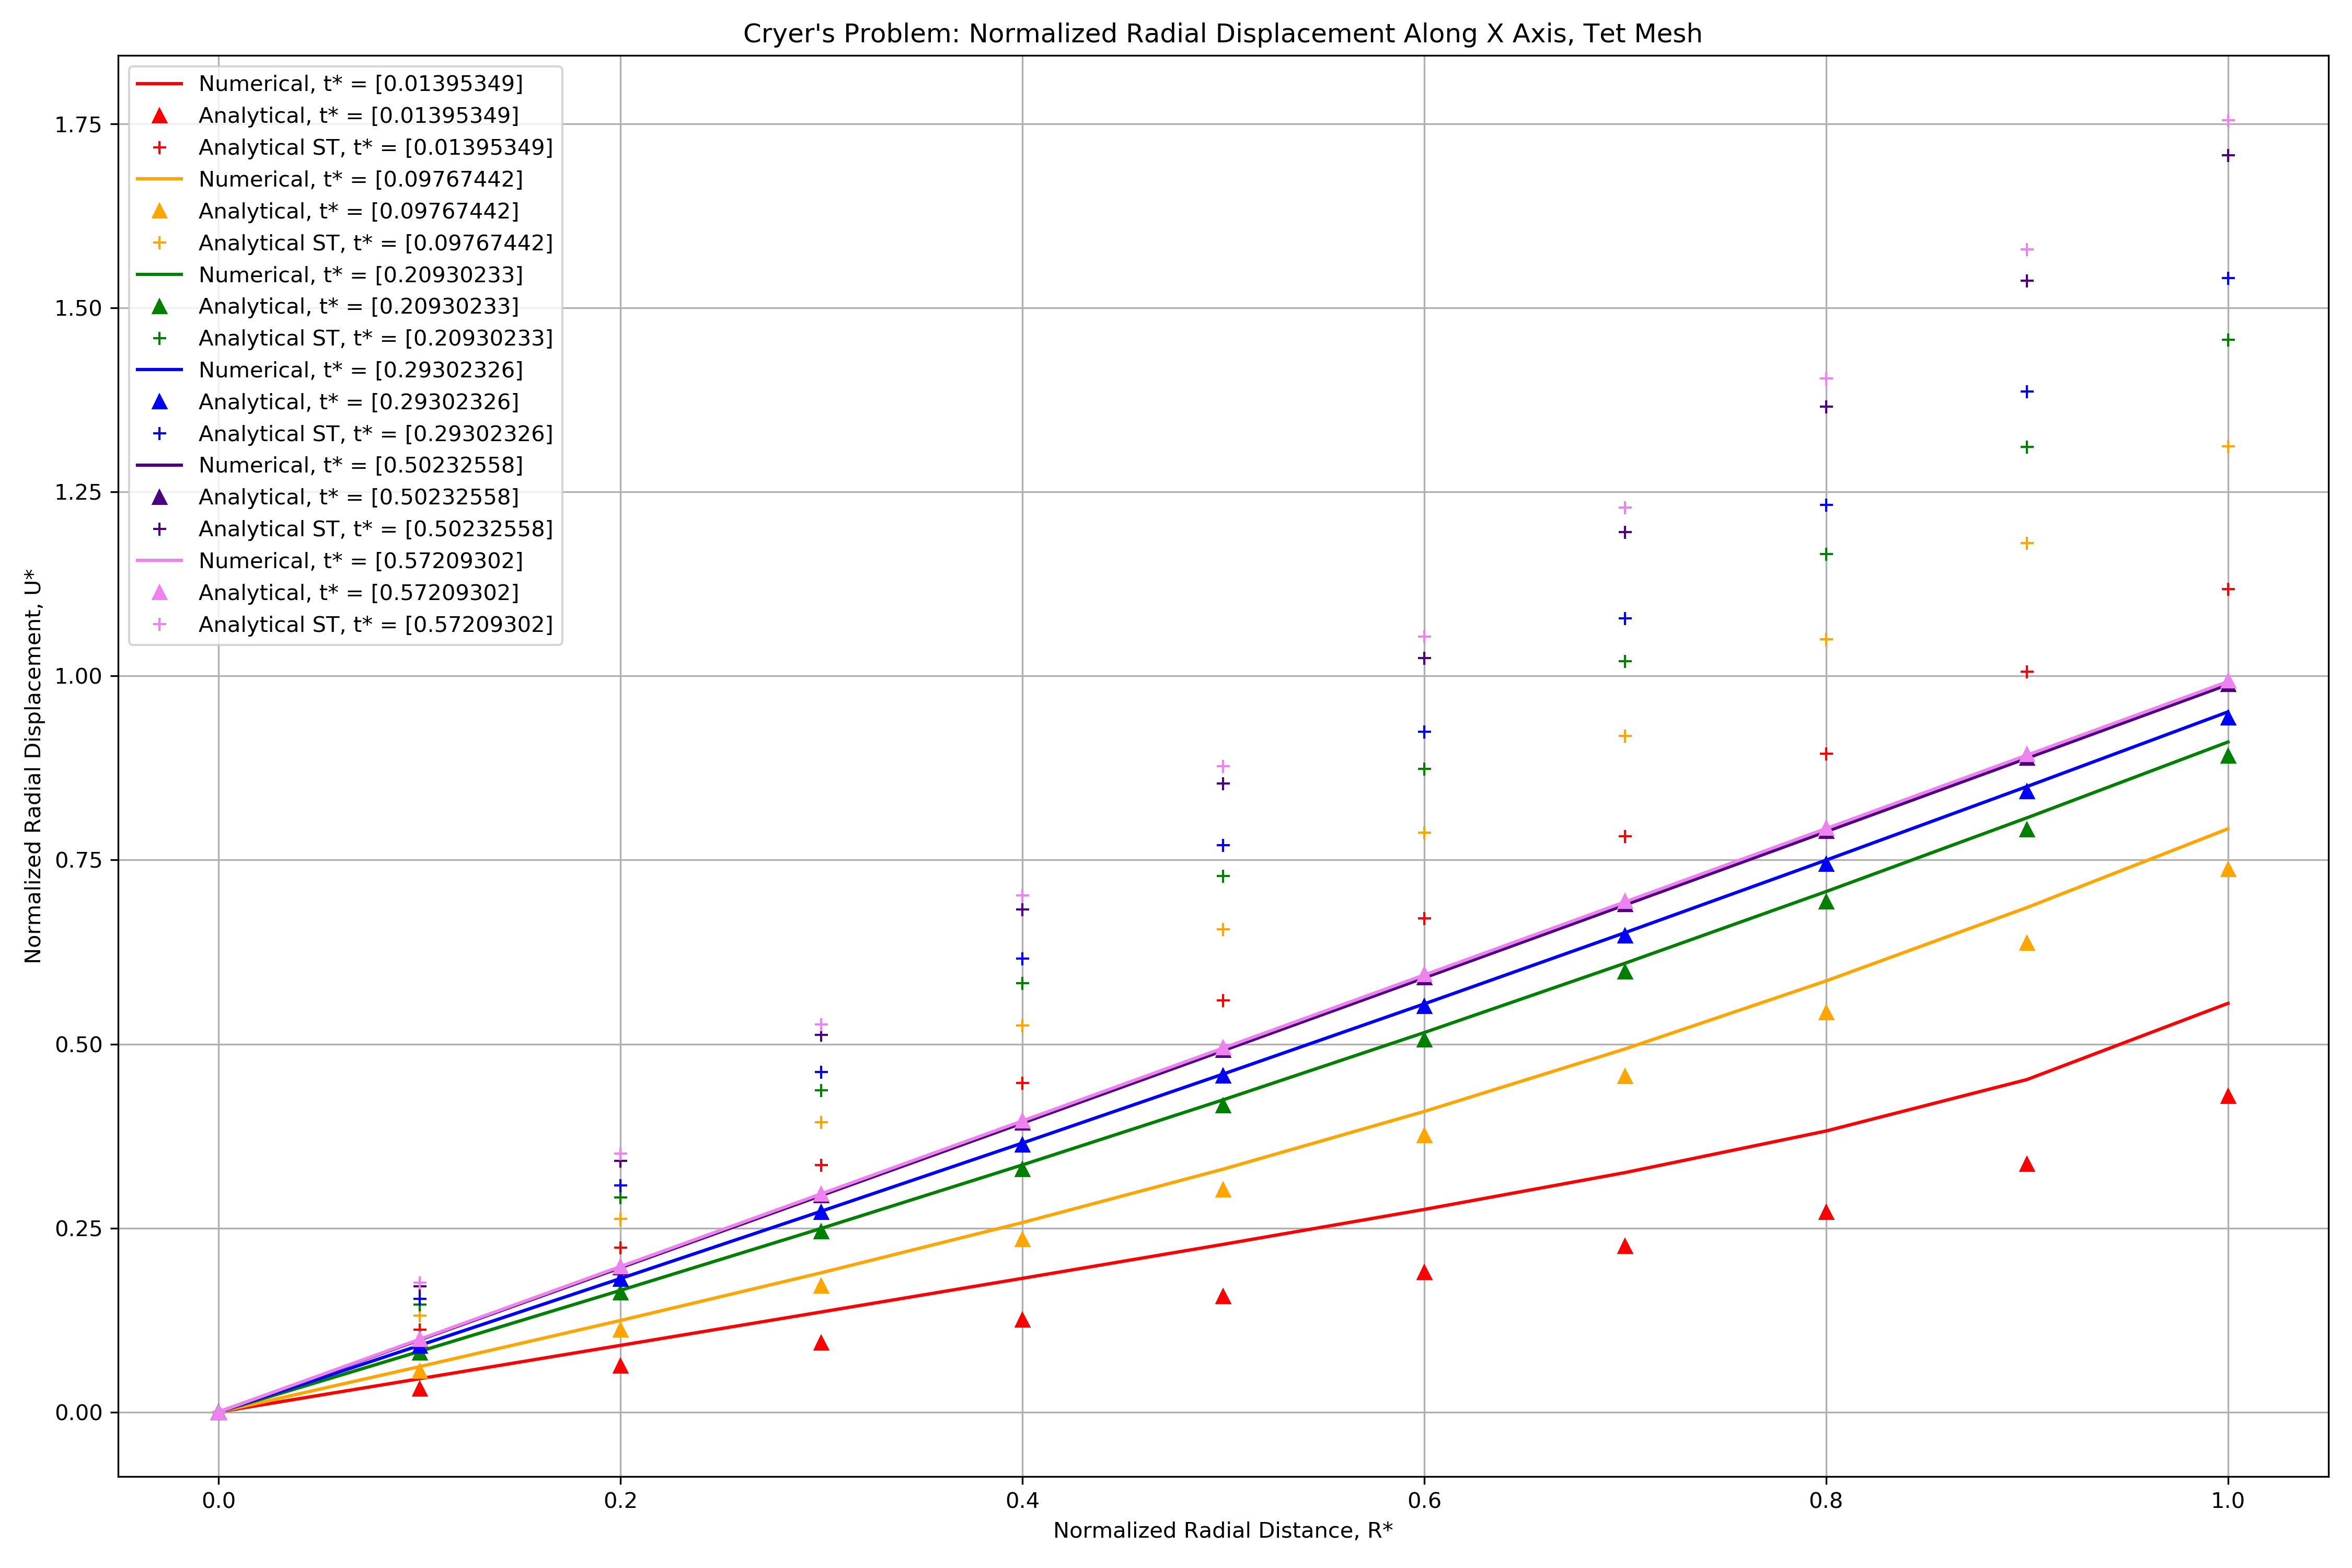 Cryer's Problem: Normalized Radial Displacement Along X Axis, Tet Mesh
Numerical, t* = [0.01395349]
Analytical, t* = [0.01395349]
Analytical ST, t* = [0.01395349]
Numerical, t* = [0.09767442]
Analytical, t* = [0.09767442]
Analytical ST, t* = [0.09767442]
Numerical, t* = [0.20930233]
Analytical, t* = [0.20930233]
Analytical ST, t* = [0.20930233]
Numerical, t* = [0.29302326]
Analytical, t* = [0.29302326]
Analytical ST, t* = [0.29302326]
Numerical, t* = [0.50232558]
Analytical, t* = [0.50232558]
Analytical ST, t* = [0.50232558]
Numerical, t* = [0.57209302]
Analytical, t* = [0.57209302]
Analytical ST, t* = [0.57209302]
Normalized Radial Displacement, U*
1.75
1.50
1.25
1.00
0.75
0.50
0.25
0.00
0.0 0.2 0.4 0.6 0.8 1.0
Normalized Radial Distance, R*